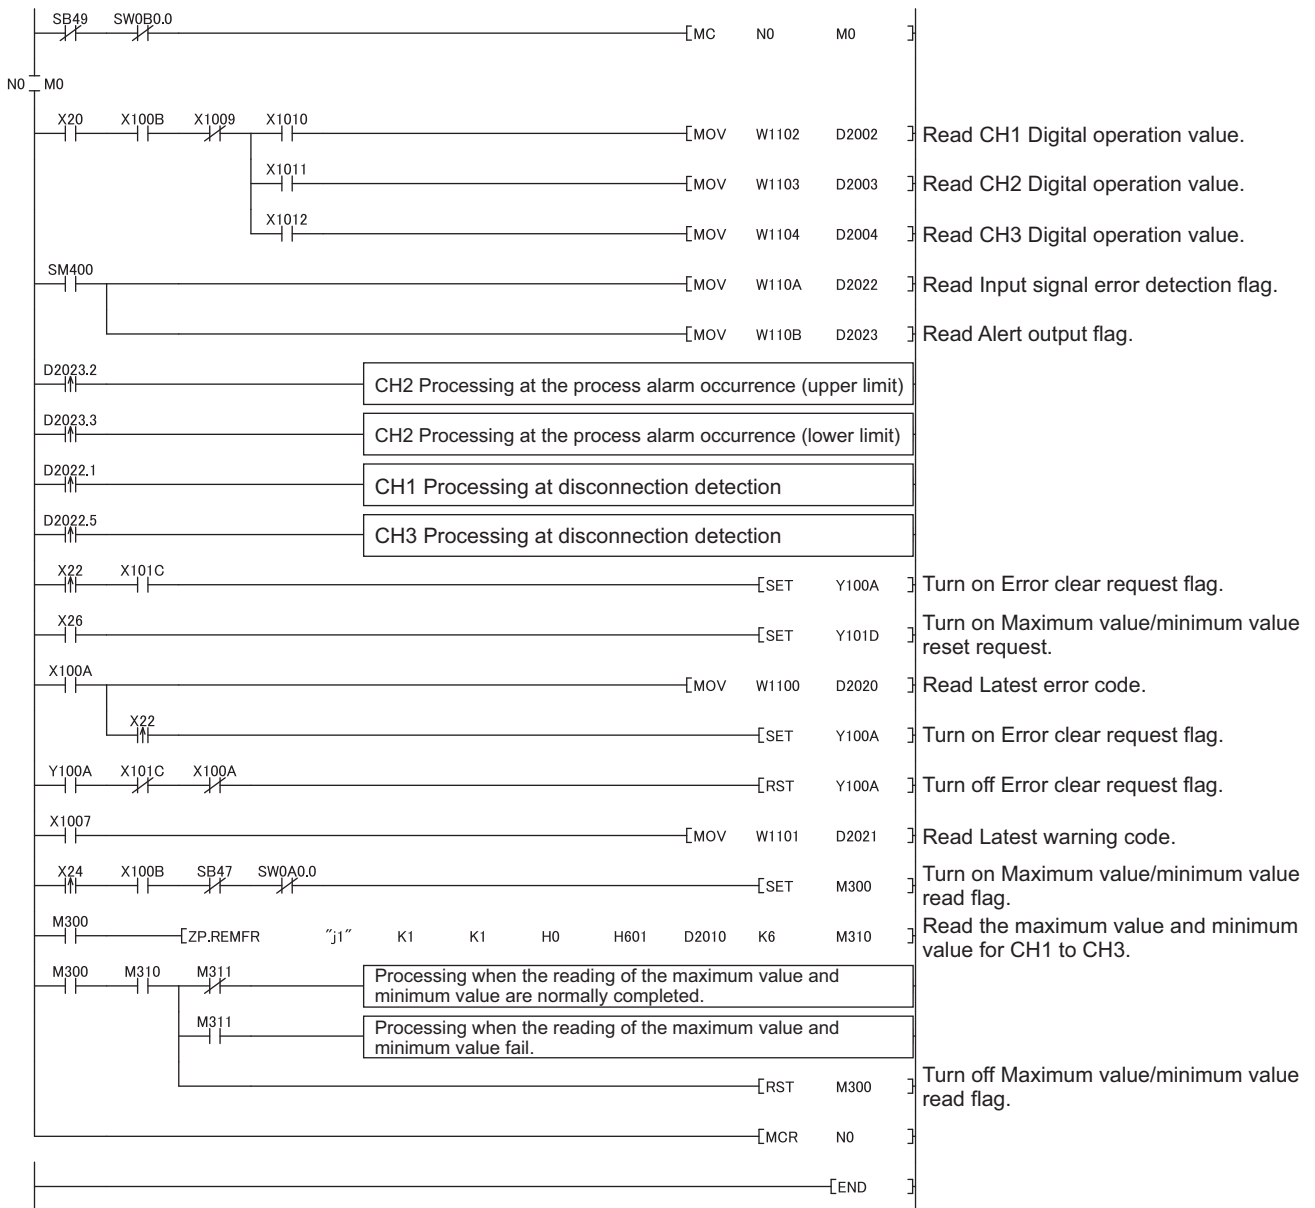 SB49 SW0B0.0
[MC N0 M0 ]
N0 M0
X20 X100B X1009 X1010
[MOV W1102 D2002 ] Read CH1 Digital operation value.
X1011
[MOV W1103 D2003 ] Read CH2 Digital operation value.
X1012
[MOV W1104 D2004 ] Read CH3 Digital operation value.
SM400
[MOV W110A D2022 ] Read Input signal error detection flag.
[MOV W110B D2023 ] Read Alert output flag.
D2023.2
CH2 Processing at the process alarm occurrence (upper limit)
D2023.3
CH2 Processing at the process alarm occurrence (lower limit)
D2022.1
CH1 Processing at disconnection detection
D2022.5
CH3 Processing at disconnection detection
X22 X101C
[SET Y100A ] Turn on Error clear request flag.
X26
[SET Y101D ] Turn on Maximum value/minimum value
reset request.
X100A
[MOV W1100 D2020 ] Read Latest error code.
X22
[SET Y100A ] Turn on Error clear request flag.
Y100A X101C X100A
[RST Y100A ] Turn off Error clear request flag.
X1007
[MOV W1101 D2021 ] Read Latest warning code.
X24 X100B SB47 SW0A0.0
[SET M300 ] Turn on Maximum value/minimum value
read flag.
M300
[ZP.REMFR "j1" K1 K1 H0 H601 D2010 K6 M310 ] Read the maximum value and minimum
value for CH1 to CH3.
M300 M310 M311
Processing when the reading of the maximum value and
minimum value are normally completed.
M311
Processing when the reading of the maximum value and
minimum value fail.
[RST M300 ] Turn off Maximum value/minimum value
read flag.
[MCR N0 ]
[END ]